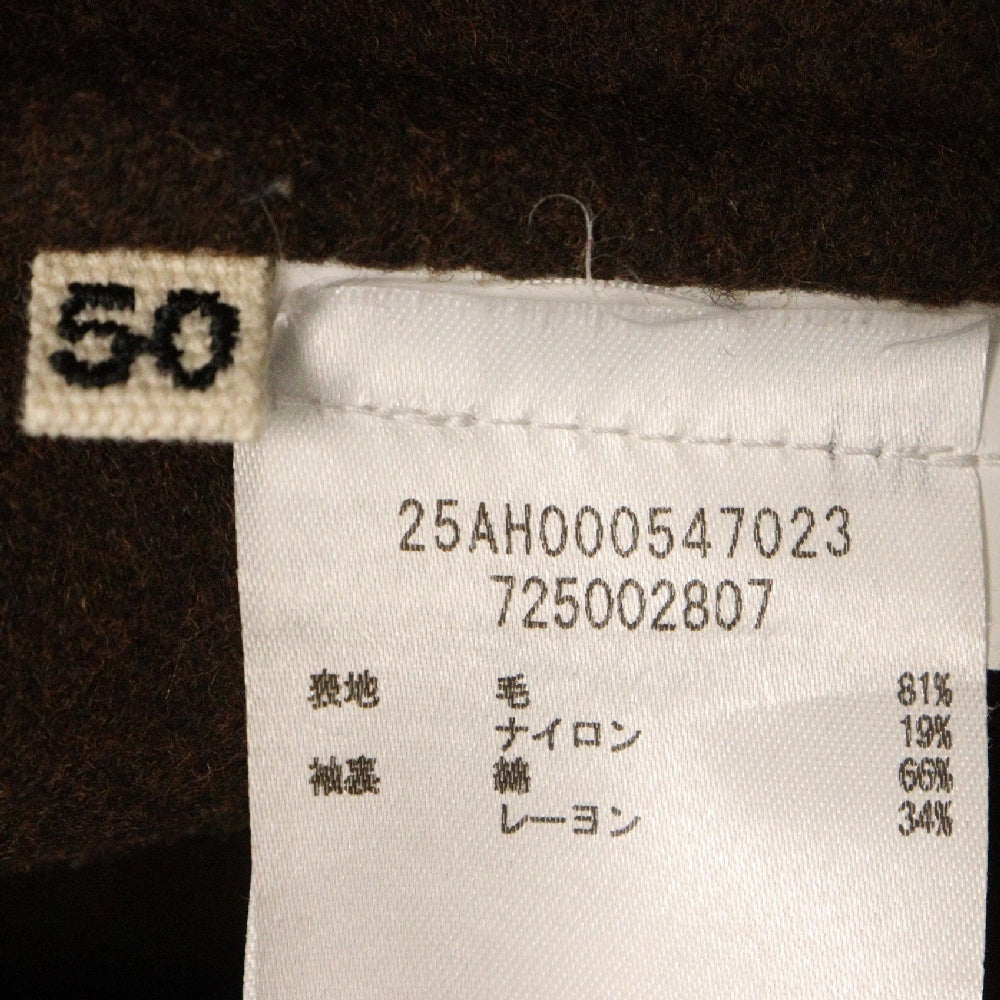 50
25AH000547023
725002807
表地 毛 81%
ナイロン 19%
袖裏 綿 66%
レーヨン 34%